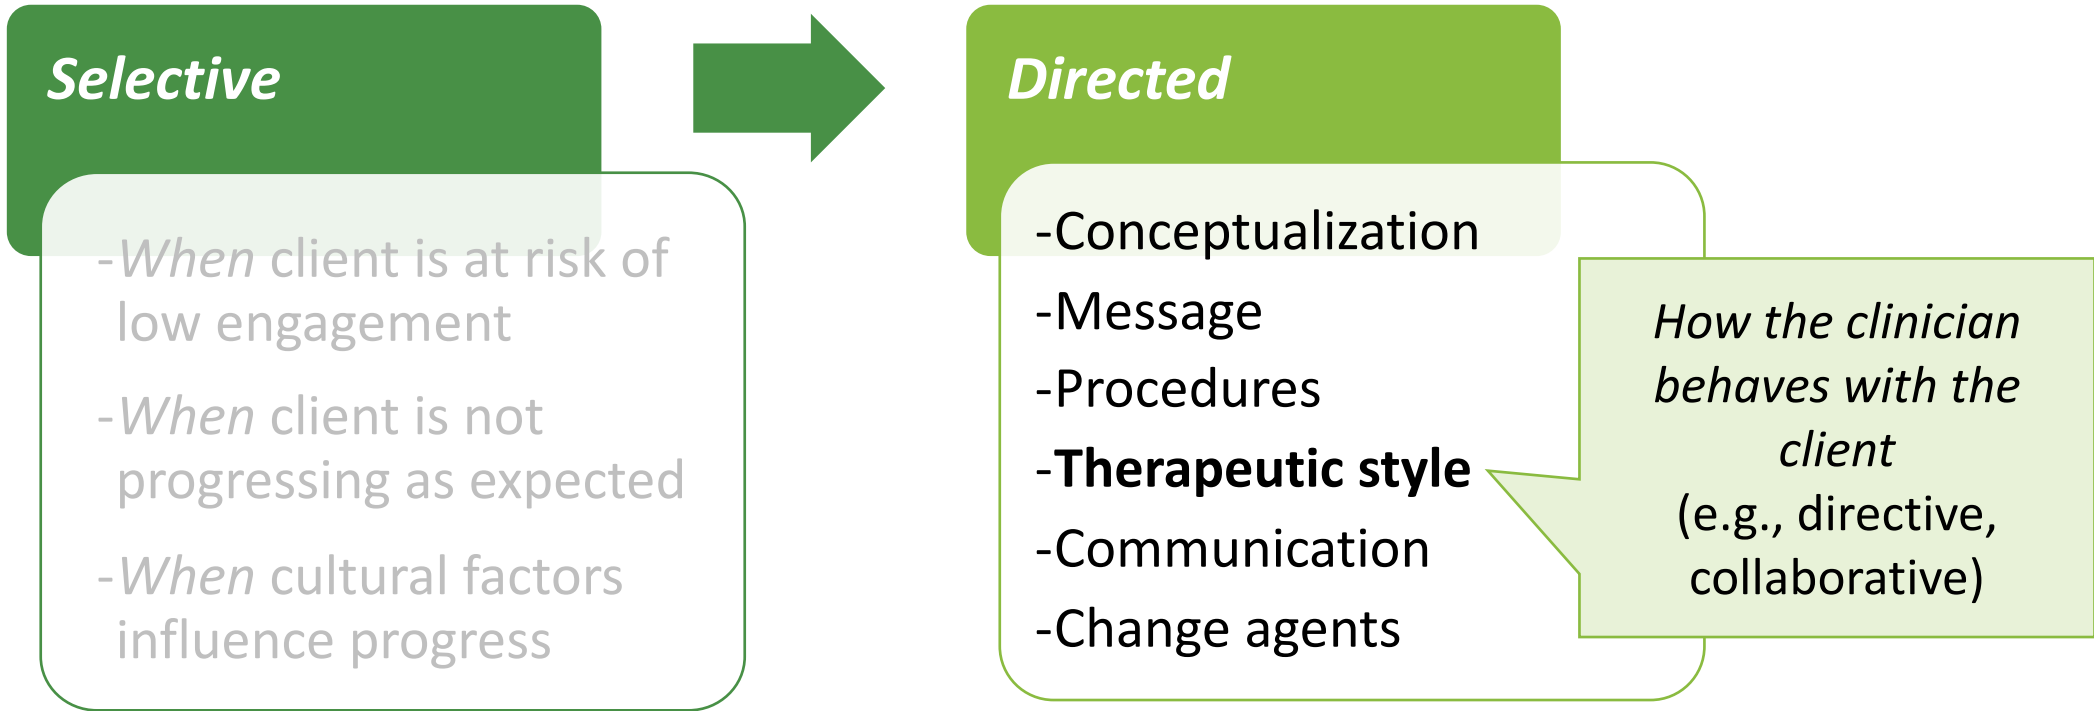 Selective
-When client is at risk of
low engagement
-When client is not
progressing as expected
-When cultural factors
influence progress
Directed
-Conceptualization
-Message
-Procedures
-Therapeutic style
-Communication
-Change agents
How the clinician
behaves with the
client
(e.g., directive,
collaborative)